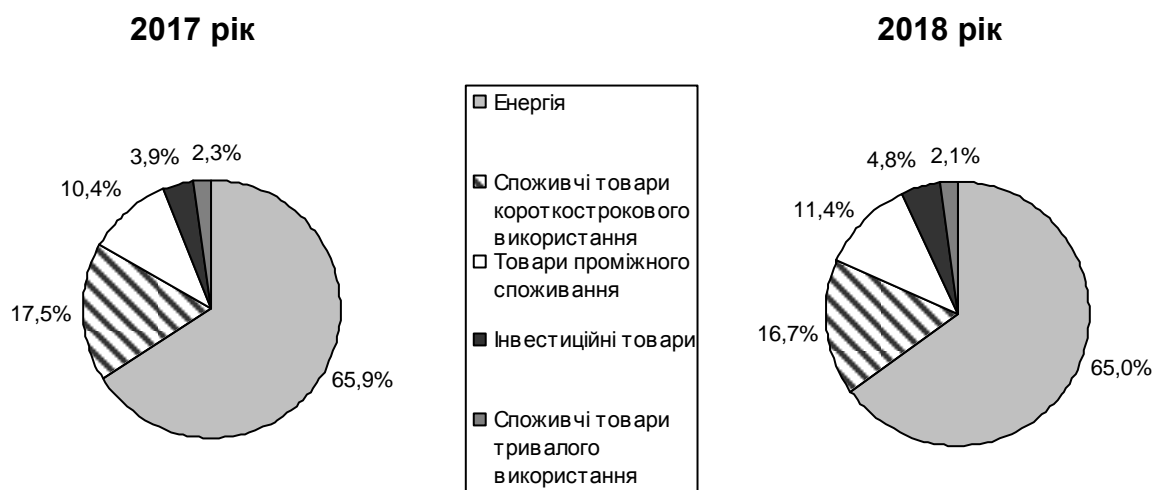 2017 рік
2018 рік
Енергія
Споживчі товари
короткострокового
використання
Товари проміжного
споживання
Інвестиційні товари
Споживчі товари
тривалого
використання
3,9%
2,3%
10,4%
17,5%
65,9%
4,8%
2,1%
11,4%
16,7%
65,0%